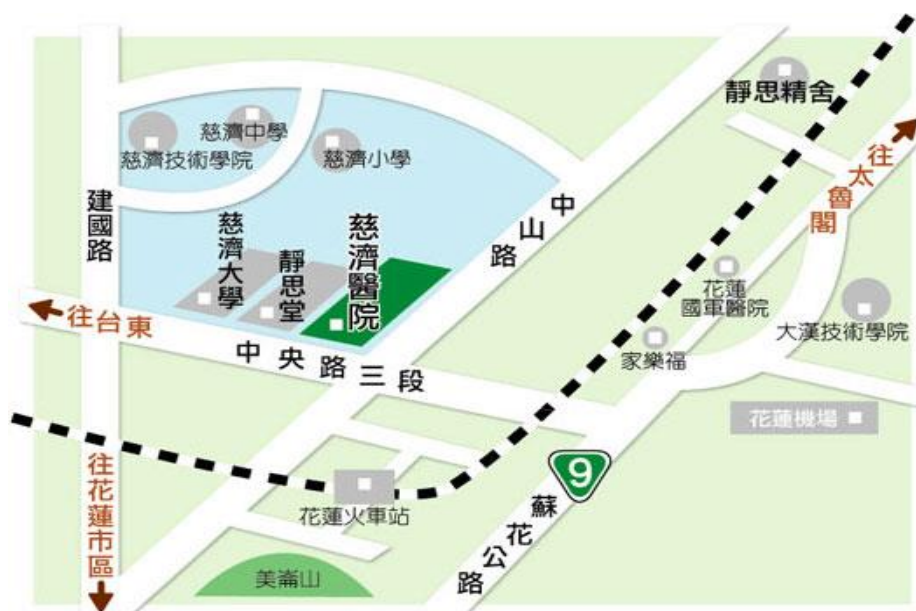 靜思精舍
慈濟中學
慈濟技術學院
慈濟小學
往太魯閣
建國路
中山路
慈濟大學
靜思堂
慈濟醫院
花蓮
國軍醫院
大漢技術學院
往台東
中央路三段
家樂福
花蓮機場
往花蓮市區
9
蘇花公路
花蓮火車站
美崙山